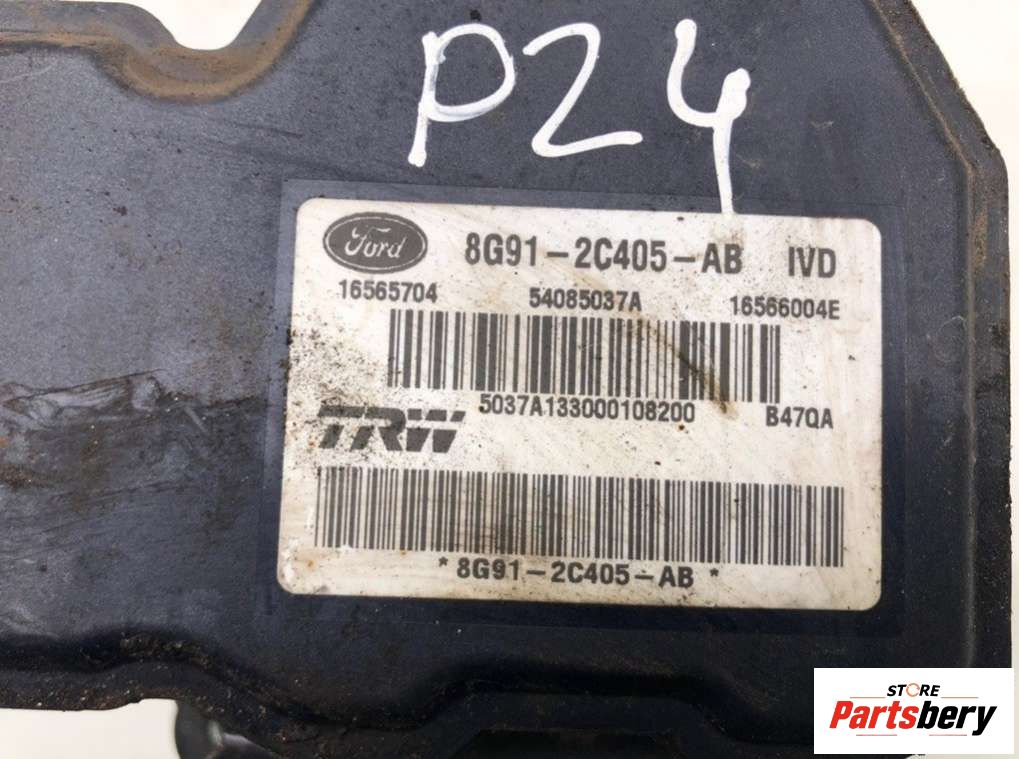 P24
Ford 8G91-2C405-AB IVD
16565704 54085037A 16566004E
5037A133000108200 B47QA
TRW
*8G91-2C405-AB*
STORE
Partsbery